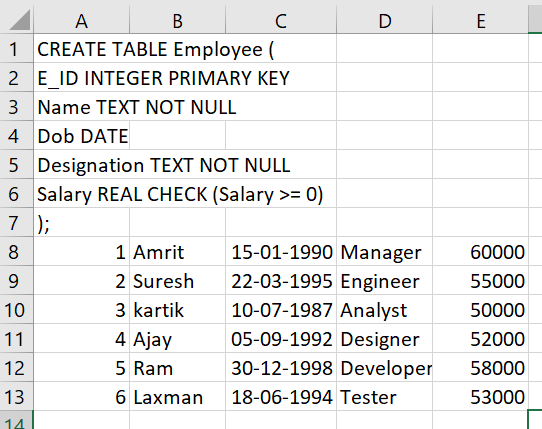 A B C D E
1 CREATE TABLE Employee (
2 E_ID INTEGER PRIMARY KEY
3 Name TEXT NOT NULL
4 Dob DATE
5 Designation TEXT NOT NULL
6 Salary REAL CHECK (Salary >= 0)
7 );
8 1 Amrit 15-01-1990 Manager 60000
9 2 Suresh 22-03-1995 Engineer 55000
10 3 kartik 10-07-1987 Analyst 50000
11 4 Ajay 05-09-1992 Designer 52000
12 5 Ram 30-12-1998 Developer 58000
13 6 Laxman 18-06-1994 Tester 53000
14